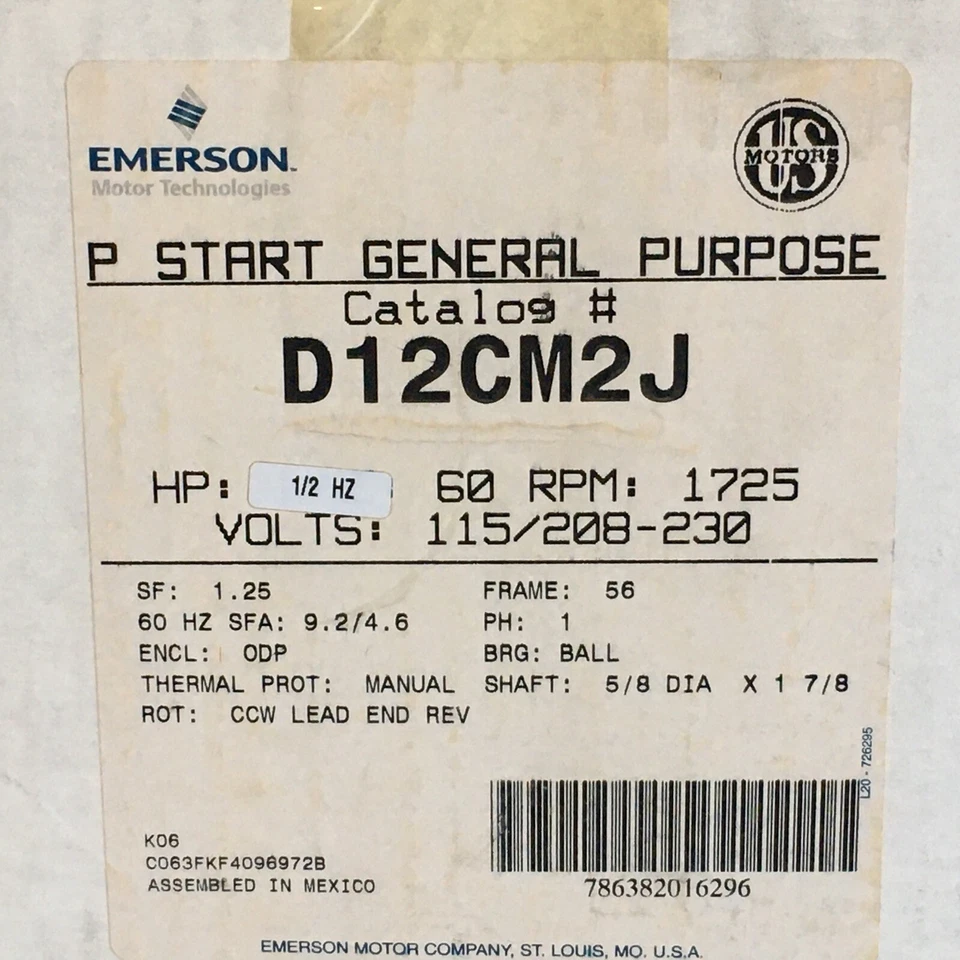 EMERSON
Motor Technologies
US MOTORS
P START GENERAL PURPOSE
Catalog #
D12CM2J
HP: 1/2 HZ 60 RPM: 1725
VOLTS: 115/208-230
SF: 1.25 FRAME: 56
60 HZ SFA: 9.2/4.6 PH: 1
ENCL: ODP BRG: BALL
THERMAL PROT: MANUAL SHAFT: 5/8 DIA X 1 7/8
ROT: CCW LEAD END REV
L20 - 726295
K06
C063FKF4096972B
ASSEMBLED IN MEXICO
786382016296
EMERSON MOTOR COMPANY, ST. LOUIS, MO. U.S.A.